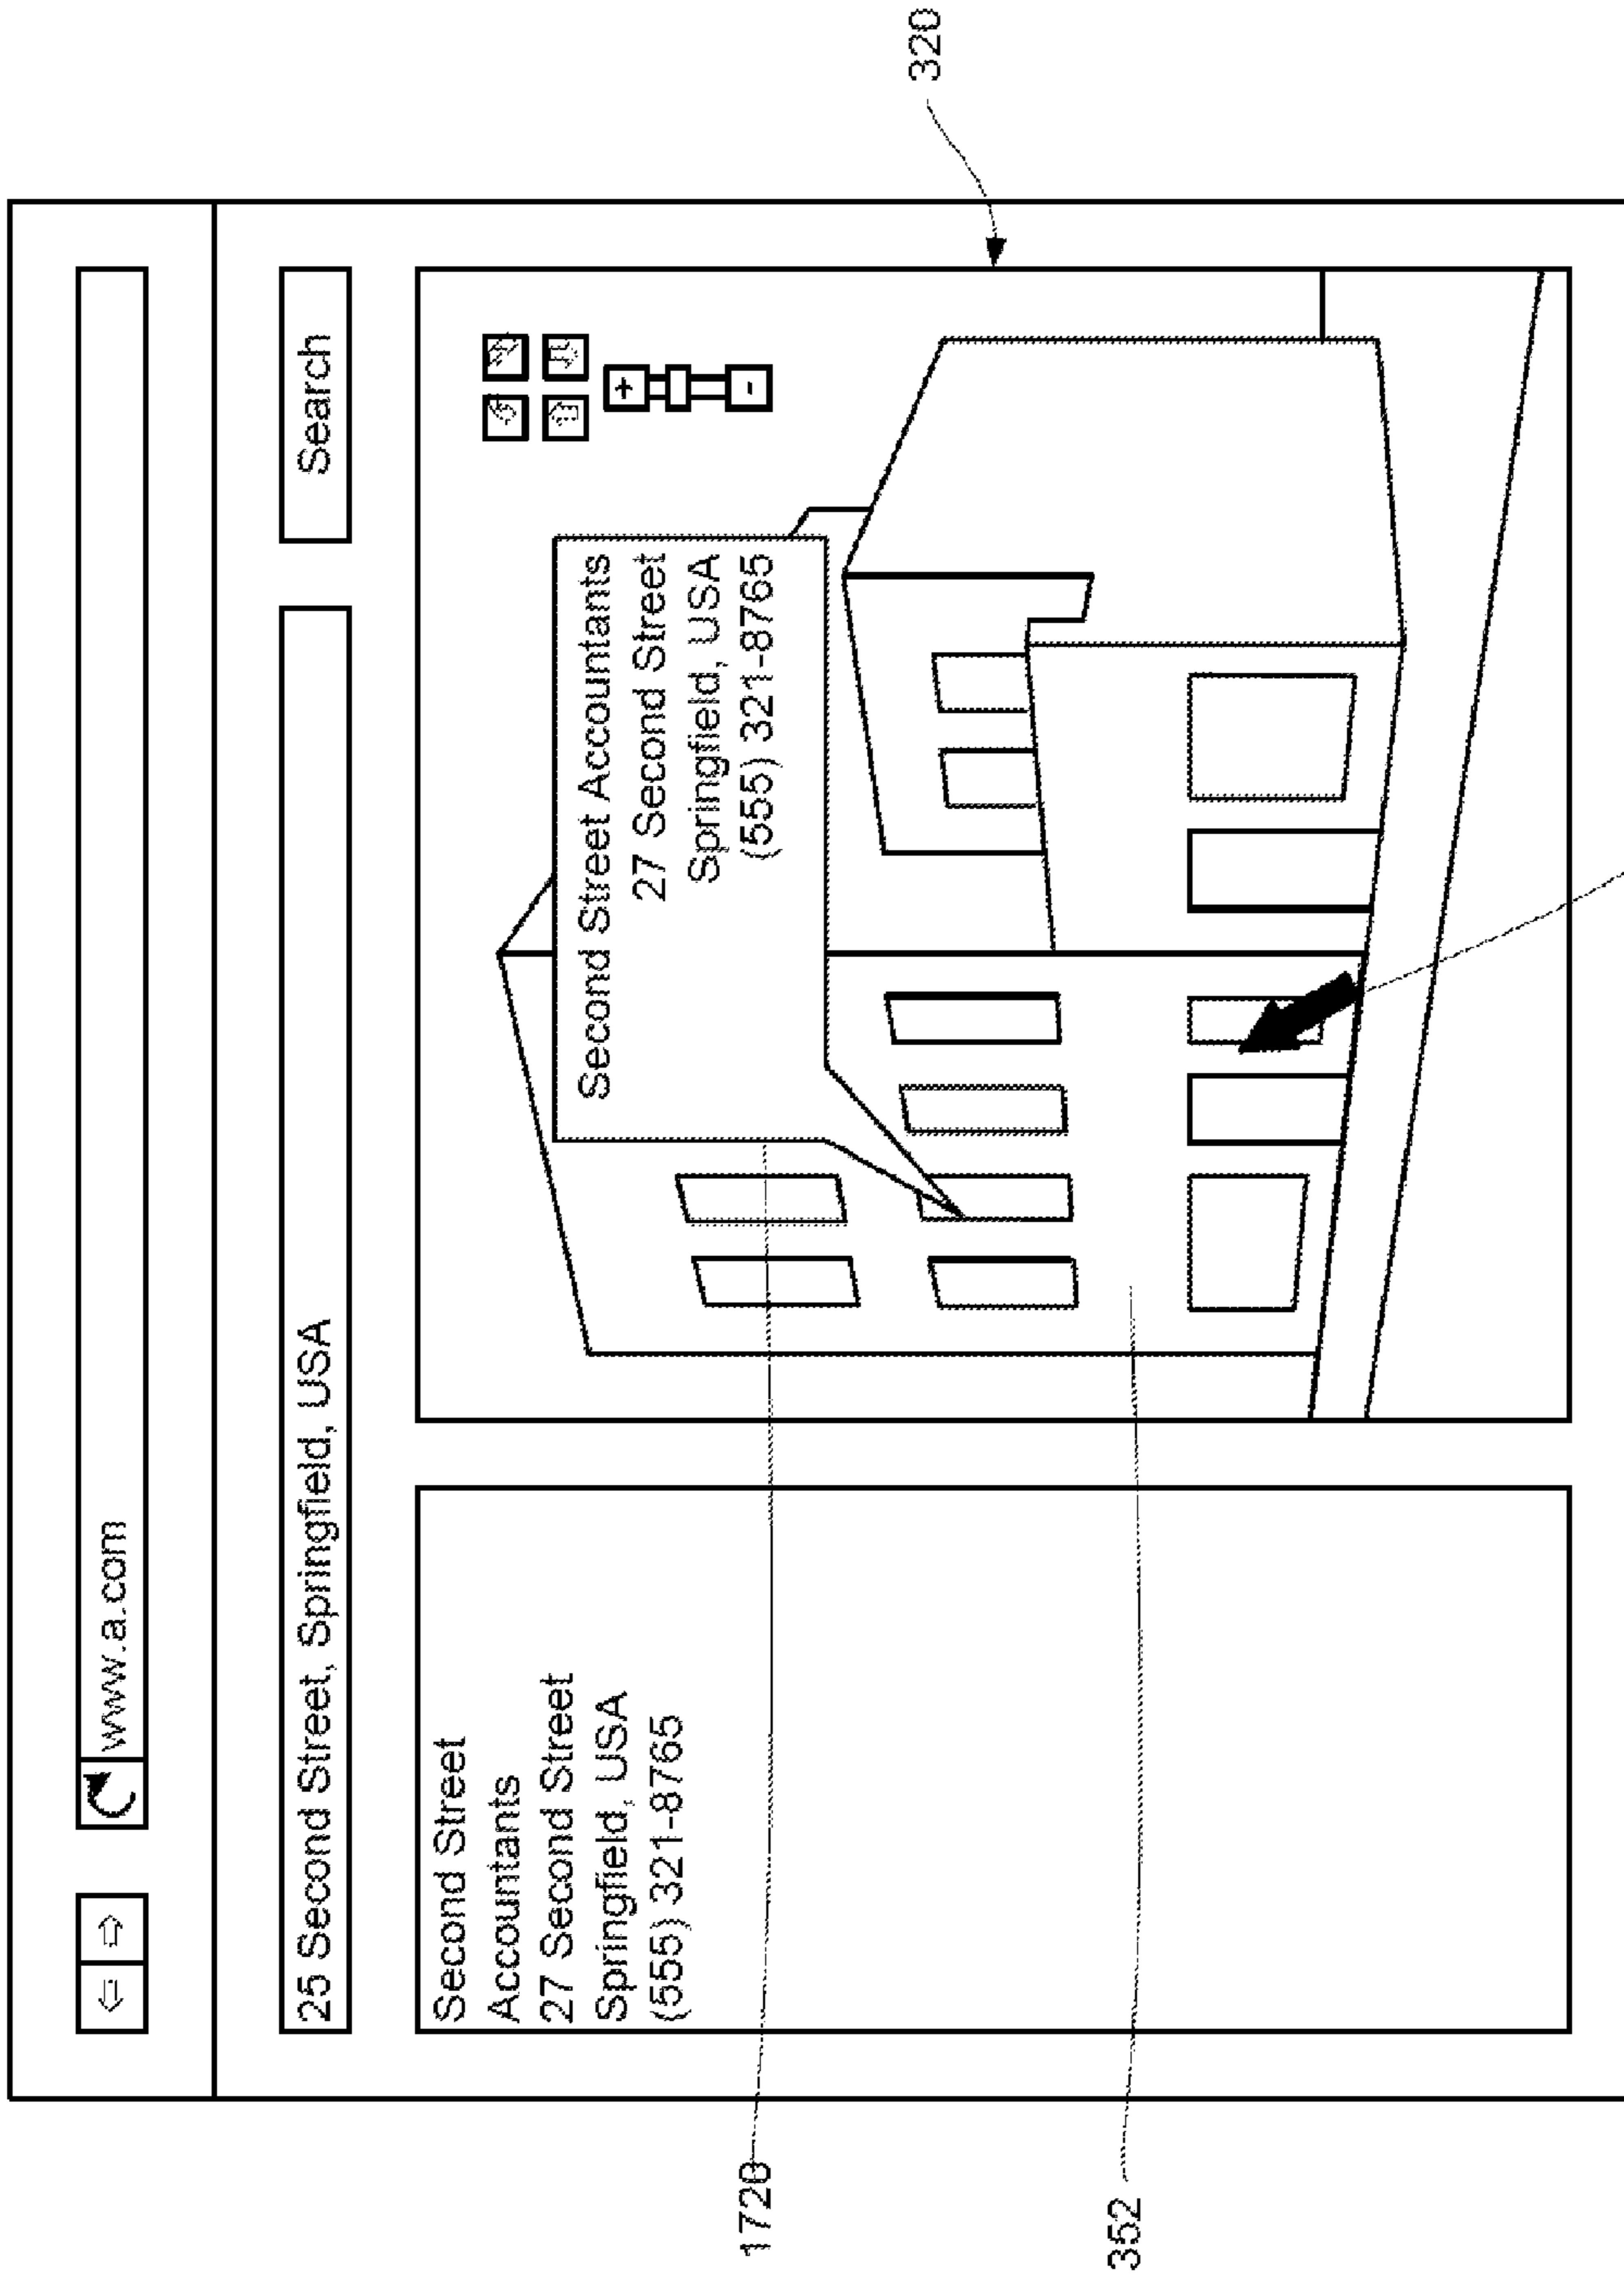 www.a.com
25 Second Street, Springfield, USA
Search
Second Street
Accountants
27 Second Street
Springfield, USA
(555) 321-8765
Second Street Accountants
27 Second Street
Springfield, USA
(555) 321-8765
+
-
320
1720
352